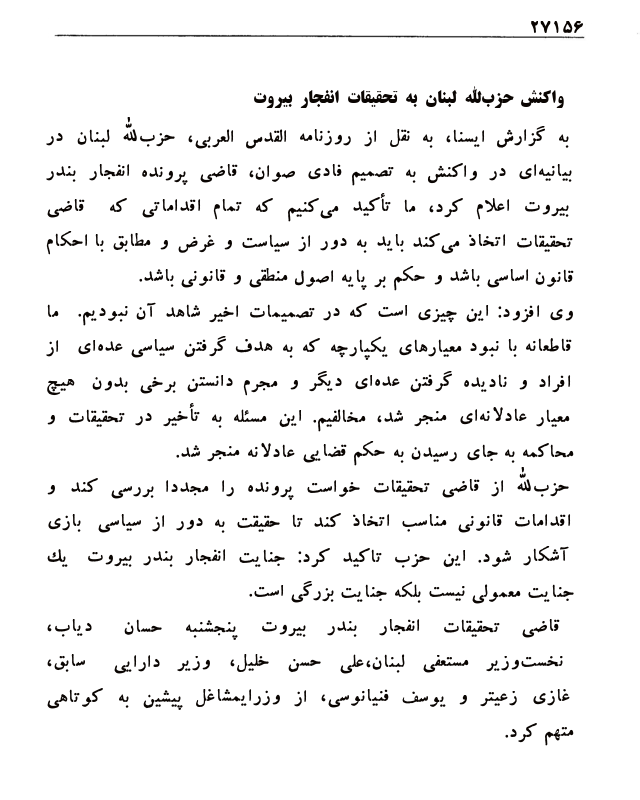 ۲۷۱۵۶
واکنش حزب‌الله لبنان به تحقیقات انفجار بیروت
به گزارش ایسنا، به نقل از روزنامه القدس العربی، حزب‌الله لبنان در
بیانیه‌ای در واکنش به تصمیم فادی صوان، قاضی پرونده انفجار بندر
بیروت اعلام کرد، ما تأکید می‌کنیم که تمام اقداماتی که قاضی
تحقیقات اتخاذ می‌کند باید به دور از سیاست و غرض و مطابق با احکام
قانون اساسی باشد و حکم بر پایه اصول منطقی و قانونی باشد.
وی افزود: این چیزی است که در تصمیمات اخیر شاهد آن نبودیم. ما
قاطعانه با نبود معیارهای یکپارچه که به هدف گرفتن سیاسی عده‌ای از
افراد و نادیده گرفتن عده‌ای دیگر و مجرم دانستن برخی بدون هیچ
معیار عادلانه‌ای منجر شد، مخالفیم. این مسئله به تأخیر در تحقیقات و
محاکمه به جای رسیدن به حکم قضایی عادلانه منجر شد.
حزب‌الله از قاضی تحقیقات خواست پرونده را مجددا بررسی کند و
اقدامات قانونی مناسب اتخاذ کند تا حقیقت به دور از سیاسی بازی
آشکار شود. این حزب تاکید کرد: جنایت انفجار بندر بیروت یك
جنایت معمولی نیست بلکه جنایت بزرگی است.
قاضی تحقیقات انفجار بندر بیروت پنجشنبه حسان دیاب،
نخست‌وزیر مستعفی لبنان،علی حسن خلیل، وزیر دارایی سابق،
غازی زعیتر و یوسف فنیانوسی، از وزرایمشاغل پیشین به کوتاهی
متهم کرد.